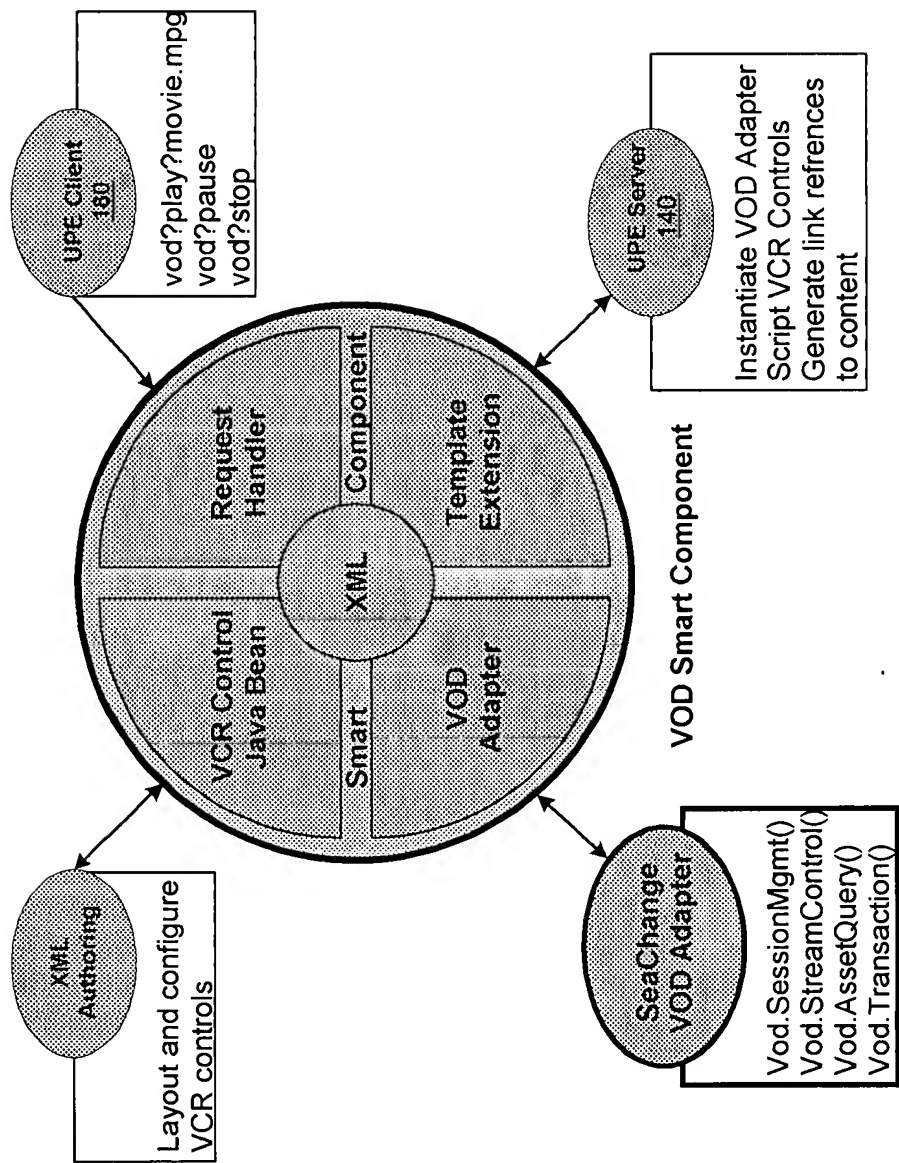 XML
Authoring
Layout and configure
VCR controls
UPE Client
180
vod?play?movie.mpg
vod?pause
vod?stop
VCR Control
Java Bean
Request
Handler
Smart
XML
Component
VOD
Adapter
Template
Extension
SeaChange
VOD Adapter
Vod.SessionMgmt()
Vod.StreamControl()
Vod.AssetQuery()
Vod.Transaction()
UPE Server
140
Instantiate VOD Adapter
Script VCR Controls
Generate link refrences
to content
VOD Smart Component